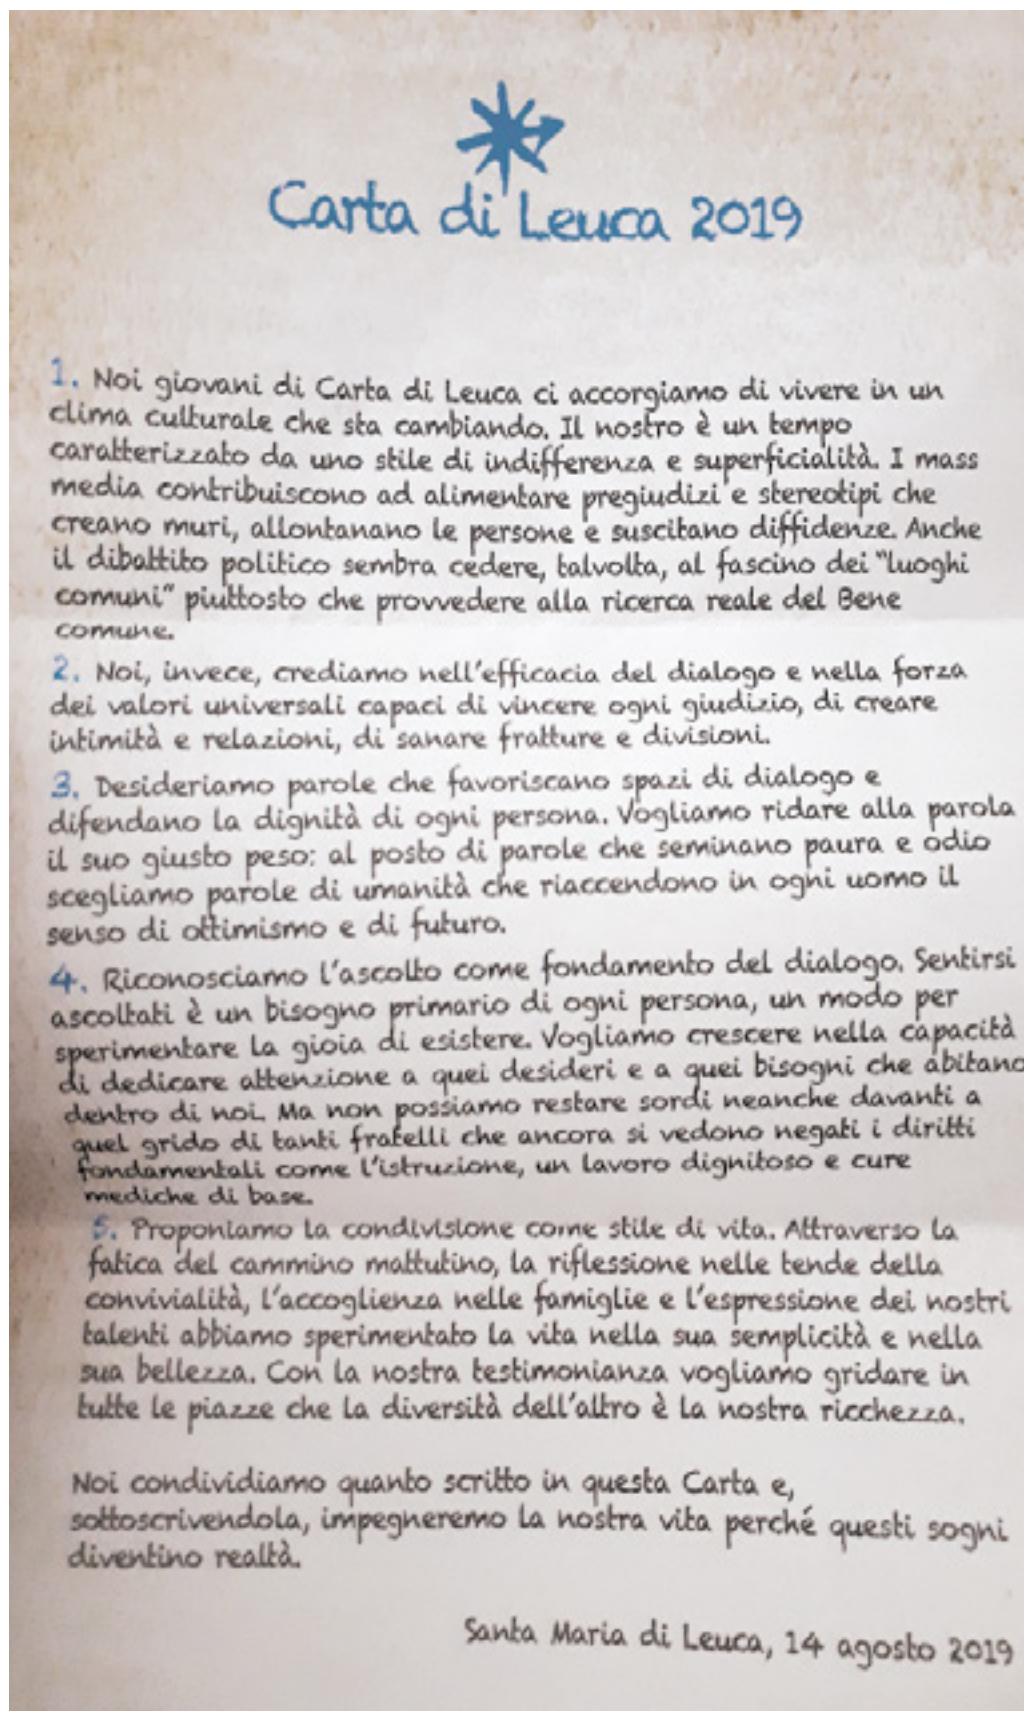 Carta di Leuca 2019
1. Noi giovani di Carta di Leuca ci accorgiamo di vivere in un
clima culturale che sta cambiando. Il nostro è un tempo
caratterizzato da uno stile di indifferenza e superficialità. I mass
media contribuiscono ad alimentare pregiudizi e stereotipi che
creano muri, allontanano le persone e suscitano diffidenze. Anche
il dibattito politico sembra cedere, talvolta, al fascino dei "luoghi
comuni" piuttosto che provvedere alla ricerca reale del Bene
comune.
2. Noi, invece, crediamo nell'efficacia del dialogo e nella forza
dei valori universali capaci di vincere ogni giudizio, di creare
intimità e relazioni, di sanare fratture e divisioni.
3. Desideriamo parole che favoriscano spazi di dialogo e
difendano la dignità di ogni persona. Vogliamo ridare alla parola
il suo giusto peso: al posto di parole che seminano paura e odio
scegliamo parole di umanità che riaccendono in ogni uomo il
senso di ottimismo e di futuro.
4. Riconosciamo l'ascolto come fondamento del dialogo. Sentirsi
ascoltati è un bisogno primario di ogni persona, un modo per
sperimentare la gioia di esistere. Vogliamo crescere nella capacità
di dedicare attenzione a quei desideri e a quei bisogni che abitano
dentro di noi. Ma non possiamo restare sordi neanche davanti a
quel grido di tanti fratelli che ancora si vedono negati i diritti
fondamentali come l'istruzione, un lavoro dignitoso e cure
mediche di base.
5. Proponiamo la condivisione come stile di vita. Attraverso la
fatica del cammino mattutino, la riflessione nelle tende della
convivialità, l'accoglienza nelle famiglie e l'espressione dei nostri
talenti abbiamo sperimentato la vita nella sua semplicità e nella
sua bellezza. Con la nostra testimonianza vogliamo gridare in
tutte le piazze che la diversità dell'altro è la nostra ricchezza.
Noi condividiamo quanto scritto in questa Carta e,
sottoscrivendola, impegneremo la nostra vita perché questi sogni
diventino realtà.
Santa Maria di Leuca, 14 agosto 2019